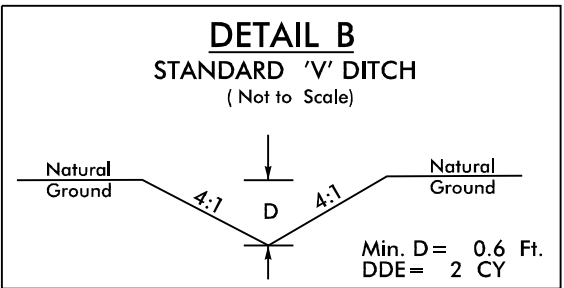 DETAIL B
STANDARD 'V' DITCH
( Not to Scale)
Natural
Ground
4:1
D
4:1
Natural
Ground
Min. D = 0.6 Ft.
DDE = 2 CY